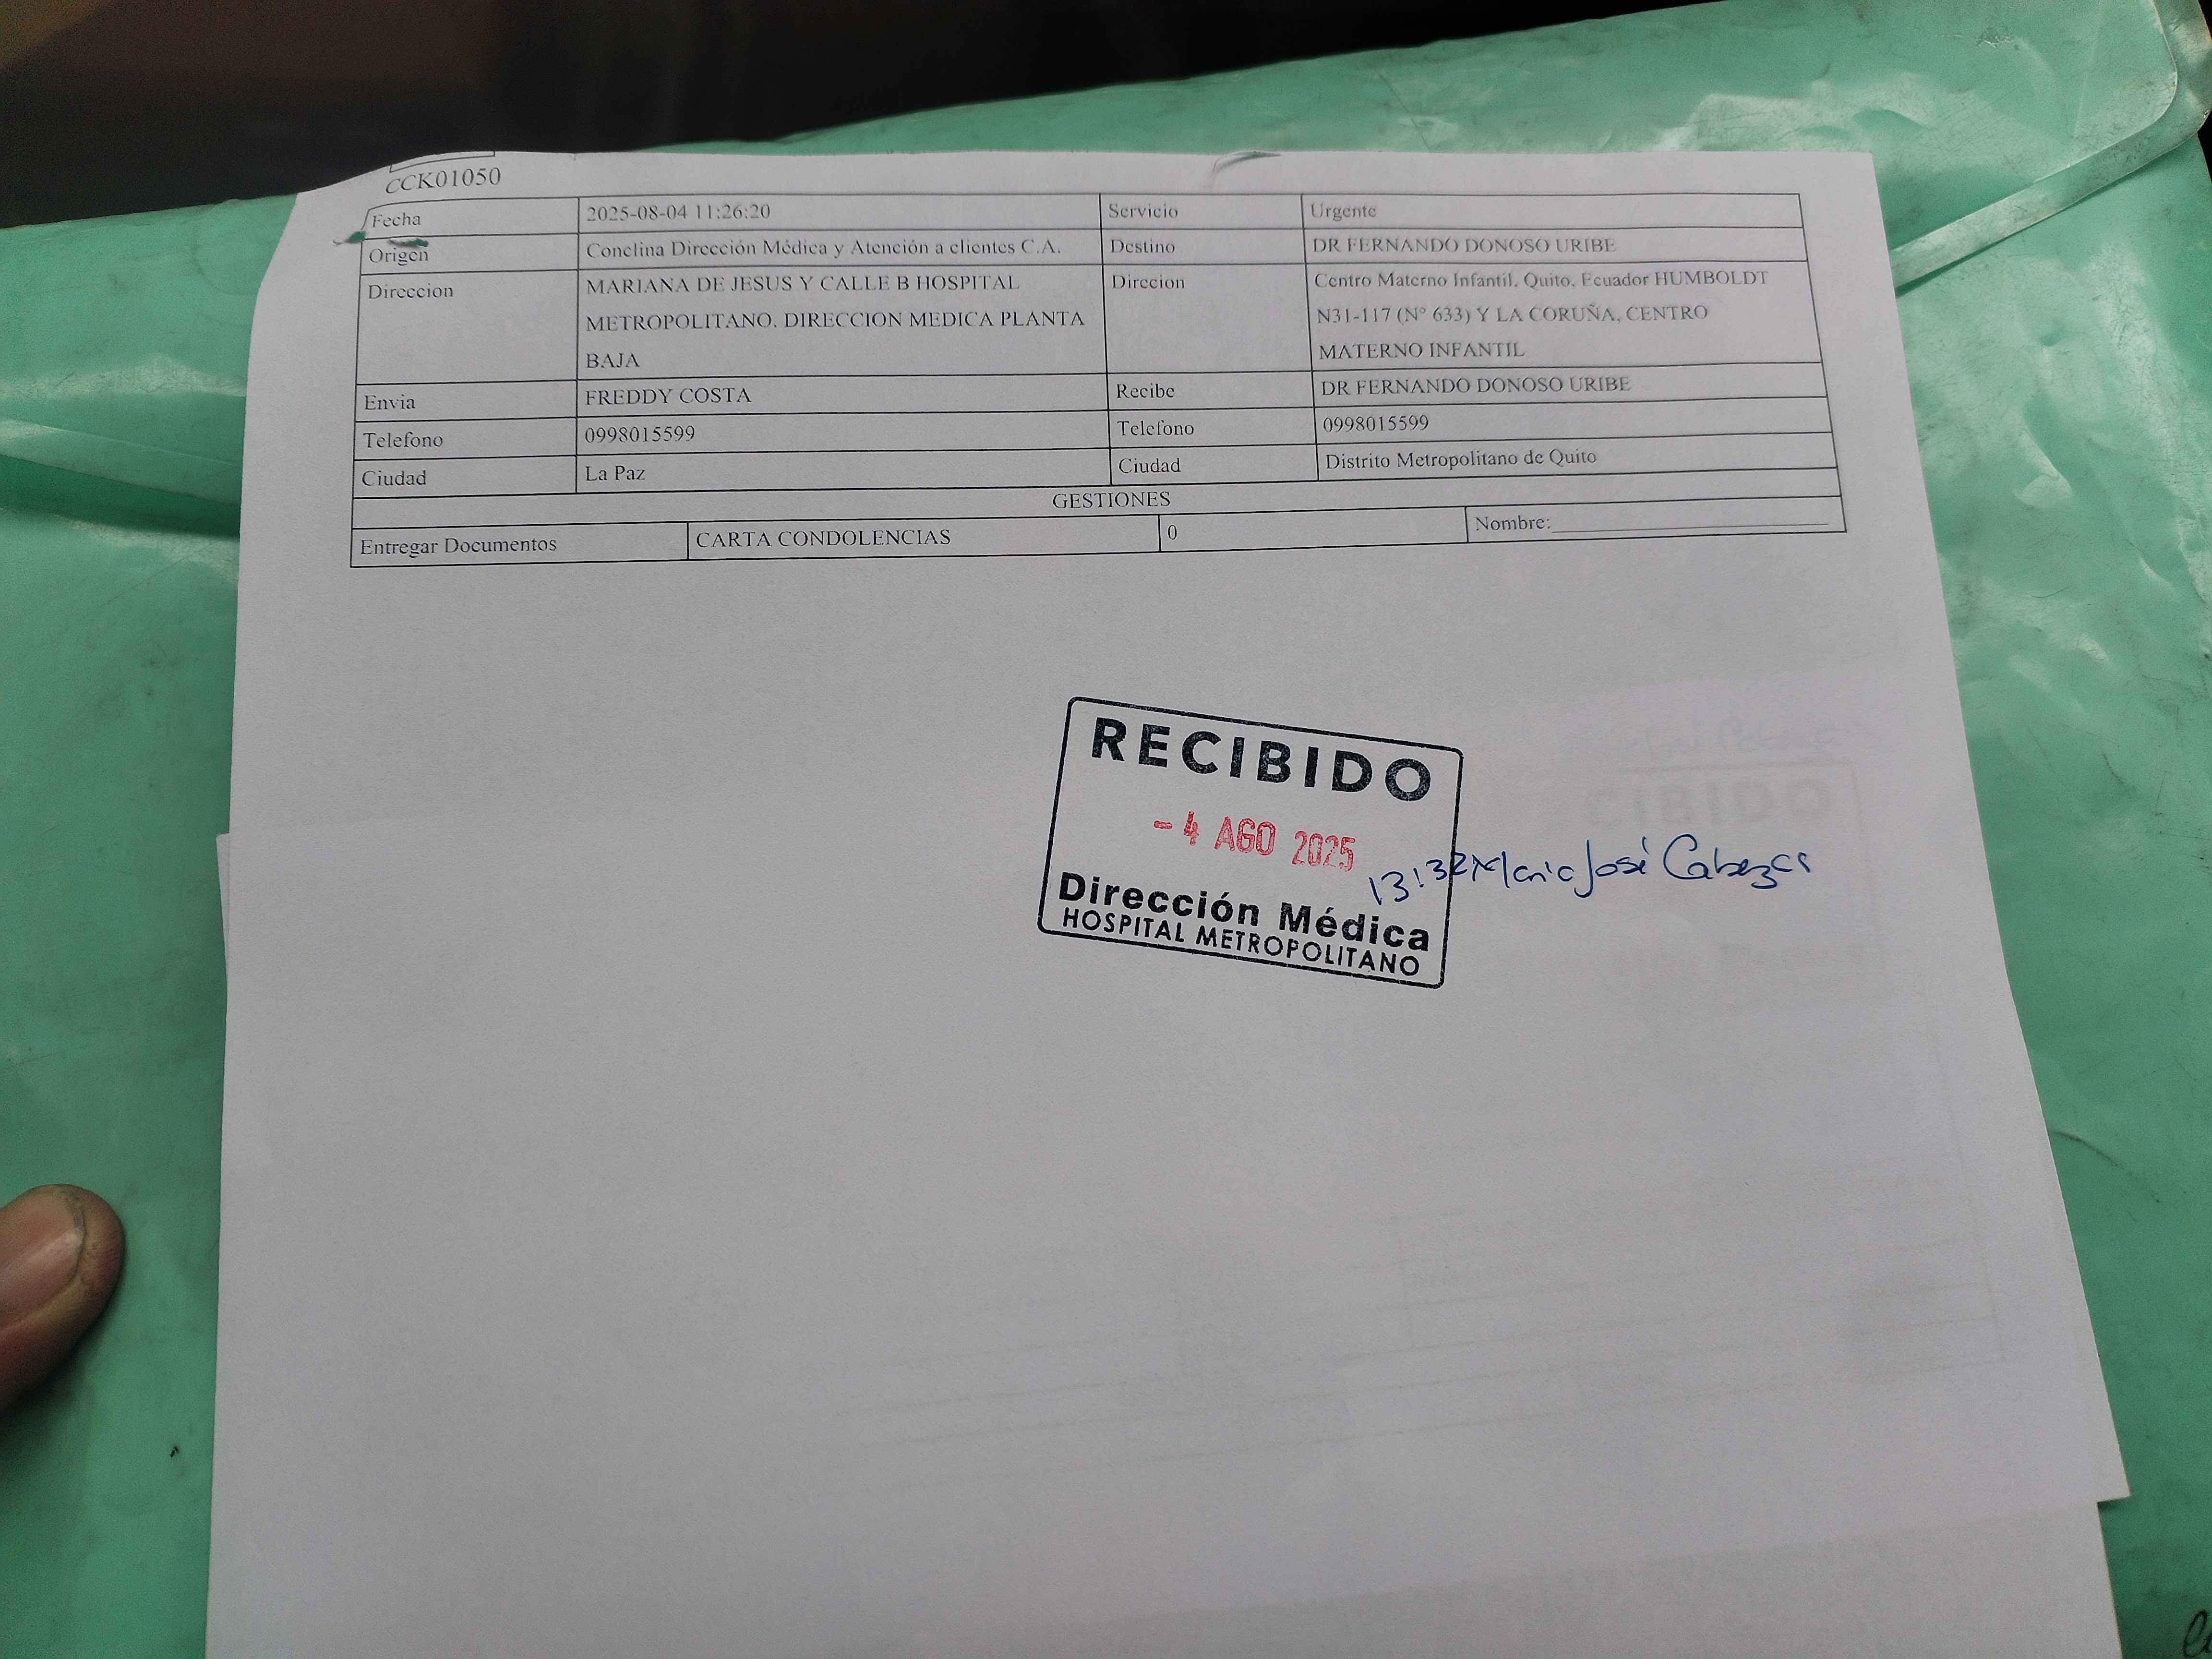 CCK01050
Fecha 2025-08-04 11:26:20 Servicio Urgente
Origen Conclina Dirección Médica y Atención a clientes C.A. Destino DR FERNANDO DONOSO URIBE
Direccion MARIANA DE JESUS Y CALLE B HOSPITAL METROPOLITANO. DIRECCION MEDICA PLANTA BAJA Direcion Centro Materno Infantil, Quito, Ecuador HUMBOLDT N31-117 (N° 633) Y LA CORUÑA, CENTRO MATERNO INFANTIL
Envia FREDDY COSTA Recibe DR FERNANDO DONOSO URIBE
Telefono 0998015599 Telefono 0998015599
Ciudad La Paz Ciudad Distrito Metropolitano de Quito
GESTIONES
Entregar Documentos CARTA CONDOLENCIAS 0 Nombre:
RECIBIDO
- 4 AGO 2025
13:32 María José Cabezas
Dirección Médica
HOSPITAL METROPOLITANO